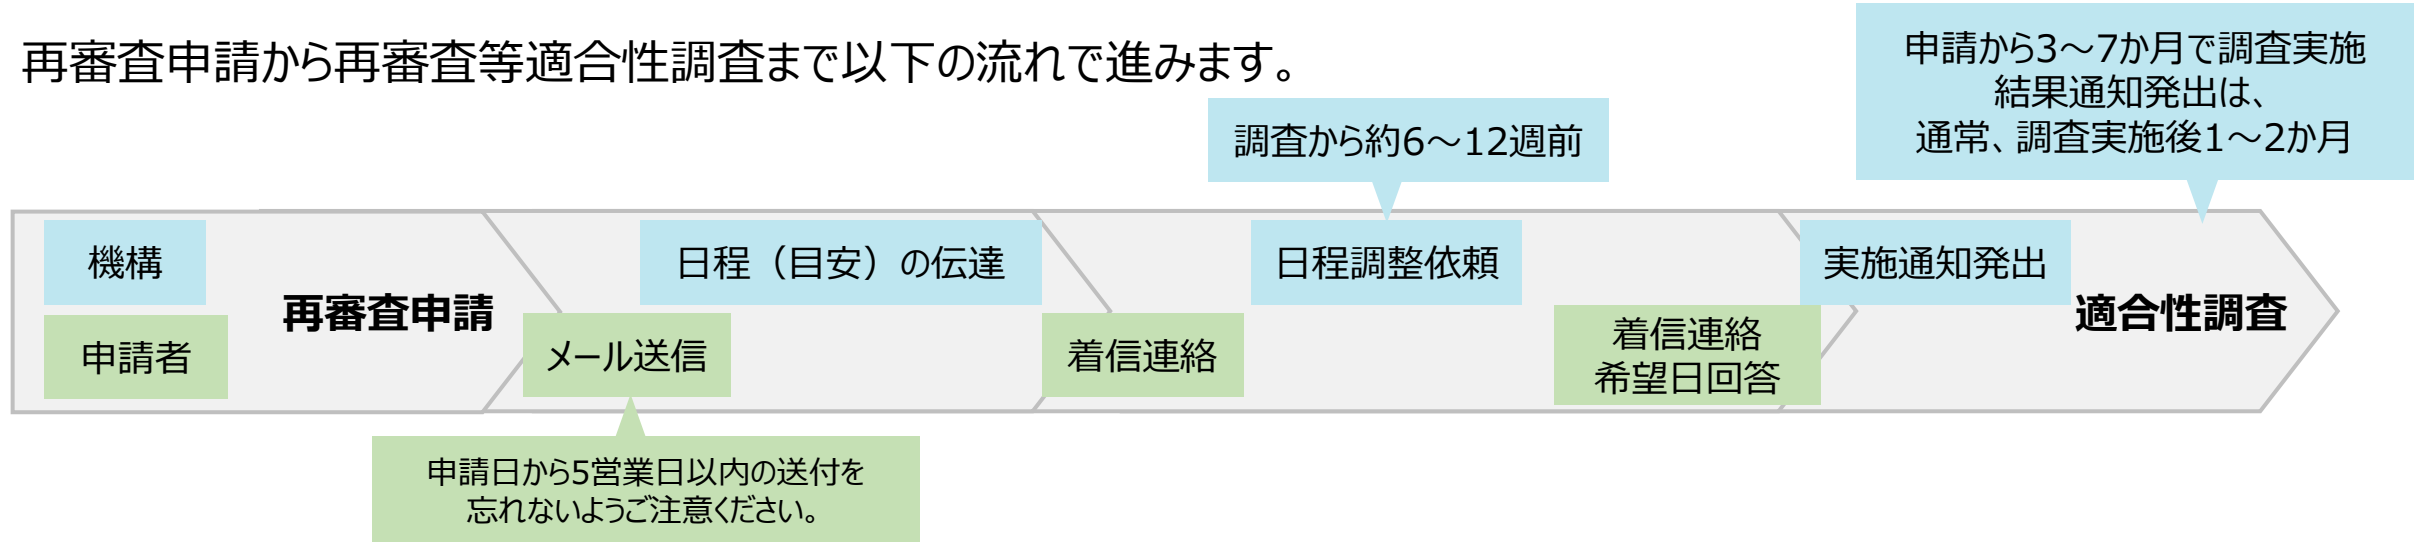 再審査申請から再審査等適合性調査まで以下の流れで進みます。
申請から3～7か月で調査実施
結果通知発出は、
通常、調査実施後1～2か月
調査から約6～12週前
機構
申請者
再審査申請
メール送信
日程（目安）の伝達
着信連絡
日程調整依頼
着信連絡
希望日回答
実施通知発出
適合性調査
申請日から5営業日以内の送付を
忘れないようご注意ください。